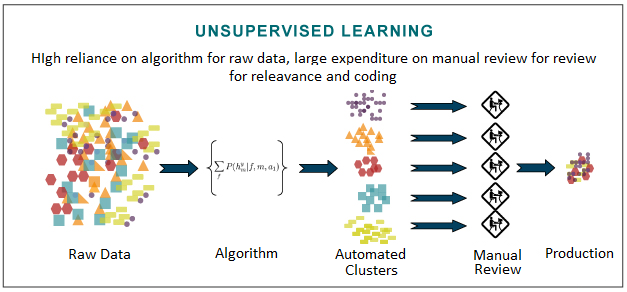 UNSUPERVISED LEARNING
HIgh reliance on algorithm for raw data, large expenditure on manual review for review
for releavance and coding
Raw Data
Algorithm
Automated
Clusters
Manual
Review
Production